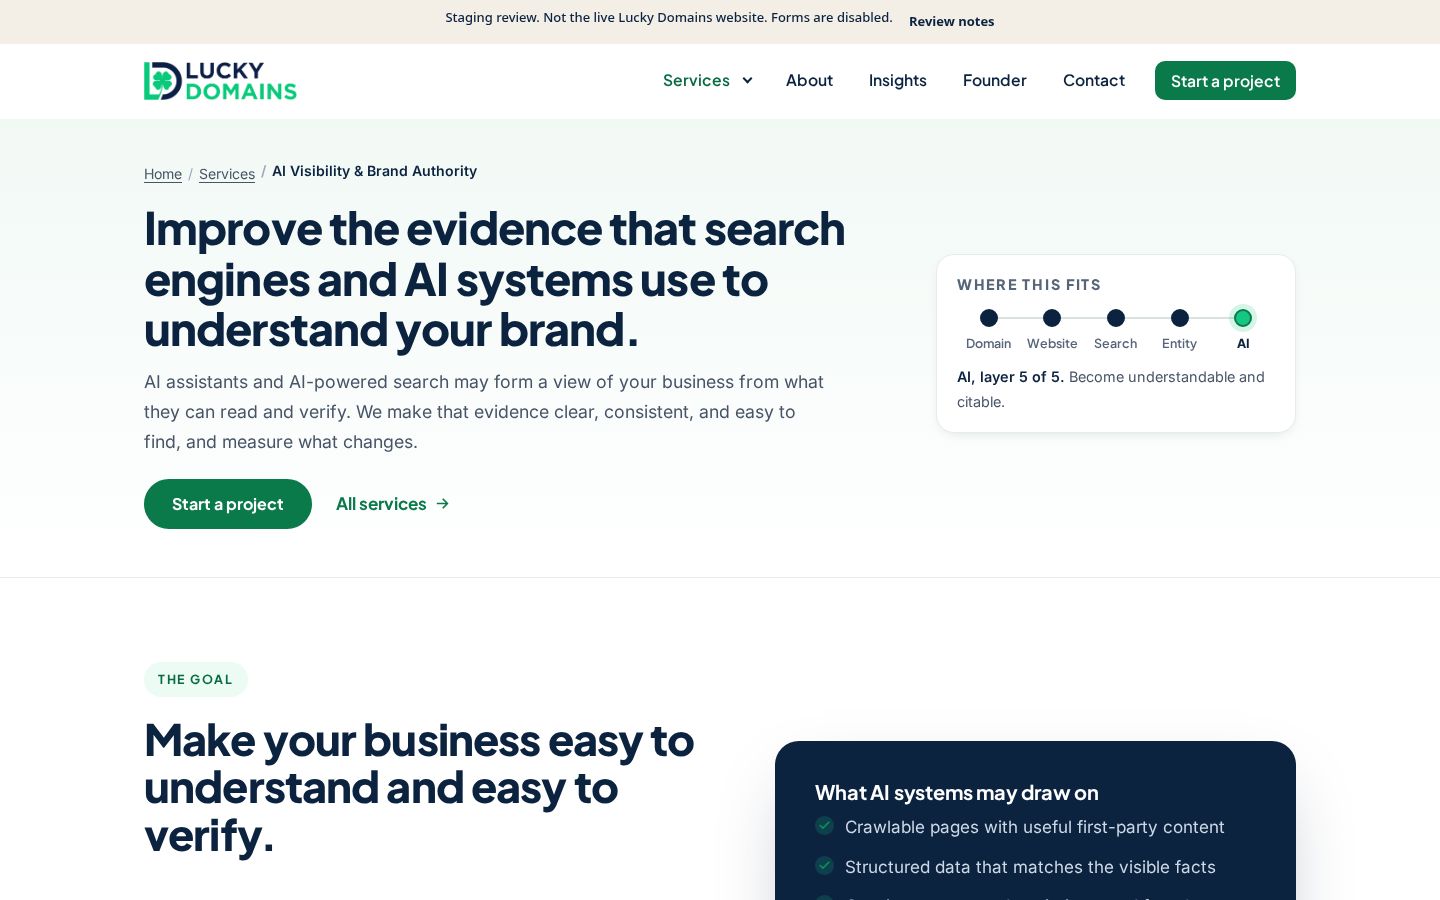 Staging review. Not the live Lucky Domains website. Forms are disabled. Review notes
LUCKY
DOMAINS
Services About Insights Founder Contact Start a project
Home / Services / AI Visibility & Brand Authority
Improve the evidence that search
engines and AI systems use to
understand your brand.
AI assistants and AI-powered search may form a view of your business from what
they can read and verify. We make that evidence clear, consistent, and easy to
find, and measure what changes.
Start a project All services →
WHERE THIS FITS
Domain Website Search Entity AI
AI, layer 5 of 5. Become understandable and
citable.
THE GOAL
Make your business easy to
understand and easy to
verify.
What AI systems may draw on
Crawlable pages with useful first-party content
Structured data that matches the visible facts